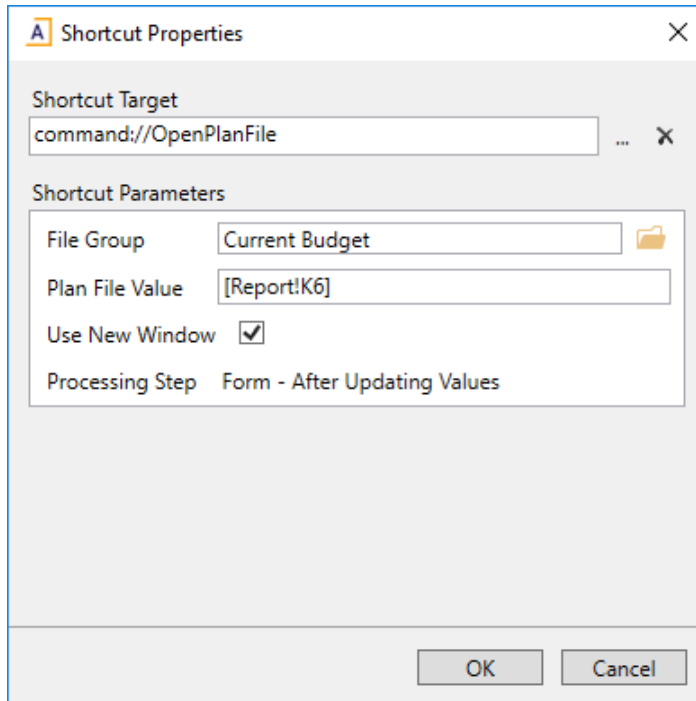 A Shortcut Properties
Shortcut Target
command://OpenPlanFile
...
Shortcut Parameters
File Group Current Budget
Plan File Value [Report!K6]
Use New Window
Processing Step Form - After Updating Values
OK Cancel